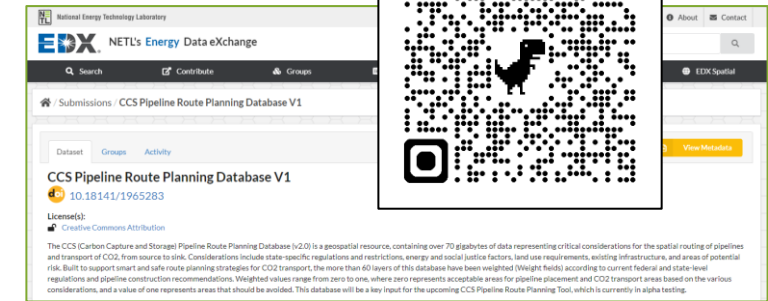 NETL National Energy Technology Laboratory
About Contact
EDX NETL's Energy Data eXchange
Search Contribute Groups EDX Spatial
/ Submissions / CCS Pipeline Route Planning Database V1
Dataset Groups Activity
View Metadata
CCS Pipeline Route Planning Database V1
doi 10.18141/1965283
License(s):
Creative Commons Attribution
The CCS (Carbon Capture and Storage) Pipeline Route Planning Database (v2.0) is a geospatial resource, containing over 70 gigabytes of data representing critical considerations for the spatial routing of pipelines
and transport of CO2, from source to sink. Considerations include state-specific regulations and restrictions, energy and social justice factors, land use requirements, existing infrastructure, and areas of potential
risk. Built to support smart and safe route planning strategies for CO2 transport, the more than 60 layers of this database have been weighted (Weight fields) according to current federal and state-level
regulations and pipeline construction recommendations. Weighted values range from zero to one, where zero represents acceptable areas for pipeline placement and CO2 transport areas based on the various
considerations, and a value of one represents areas that should be avoided. This database will be a key input for the upcoming CCS Pipeline Route Planning Tool, which is currently in alpha testing.